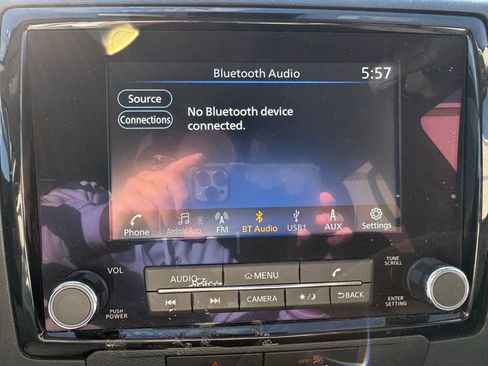 Bluetooth Audio 5:57
Source
Connections
No Bluetooth device
connected.
Phone Android Auto FM BT Audio USB1 AUX Settings
VOL
AUDIO MENU
TUNE
SCROLL
CAMERA BACK
PUSH
POWER
ENTER
SETTING